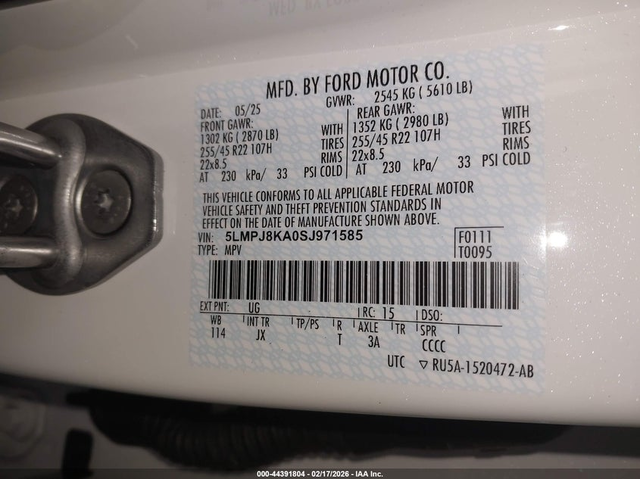 MFD. BY FORD MOTOR CO.
DATE: 05/25 GVWR: 2545 KG ( 5610 LB)
FRONT GAWR: REAR GAWR:
1302 KG ( 2870 LB) WITH 1352 KG ( 2980 LB) WITH
255/45 R22 107H TIRES 255/45 R22 107H TIRES
22x8.5 RIMS 22x8.5 RIMS
AT 230 kPa/ 33 PSI COLD AT 230 kPa/ 33 PSI COLD
THIS VEHICLE CONFORMS TO ALL APPLICABLE FEDERAL MOTOR
VEHICLE SAFETY AND THEFT PREVENTION STANDARDS IN
EFFECT ON THE DATE OF MANUFACTURE SHOWN ABOVE.
VIN: 5LMPJ8KA0SJ971585 F0111
TYPE: MPV T0095
EXT PNT: UG RC: 15 DSO:
WB INT TR TP/PS R AXLE TR SPR
114 JX T 3A CCCC
UTC ▽ RU5A-1520472-AB
000-44391804 - 02/17/2026 - IAA Inc.